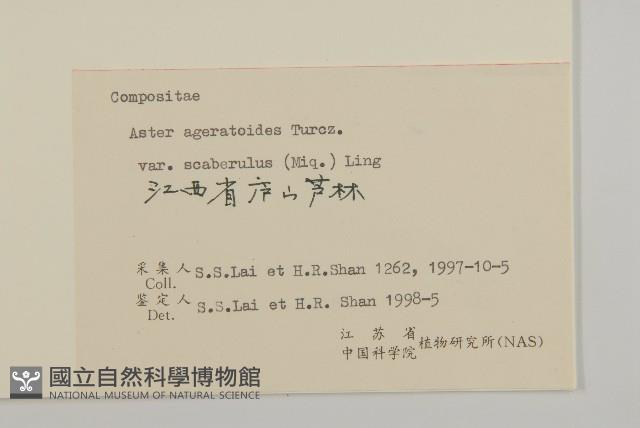 Compositae
Aster ageratoides Turcz.
var. scaberulus (Miq.) Ling
江西省庐山芦林
采集人 S.S.Lai et H.R.Shan 1262, 1997-10-5
Coll.
鉴定人 S.S.Lai et H.R. Shan 1998-5
Det.
江苏省
中国科学院 植物研究所(NAS)
國立自然科學博物館
NATIONAL MUSEUM OF NATURAL SCIENCE